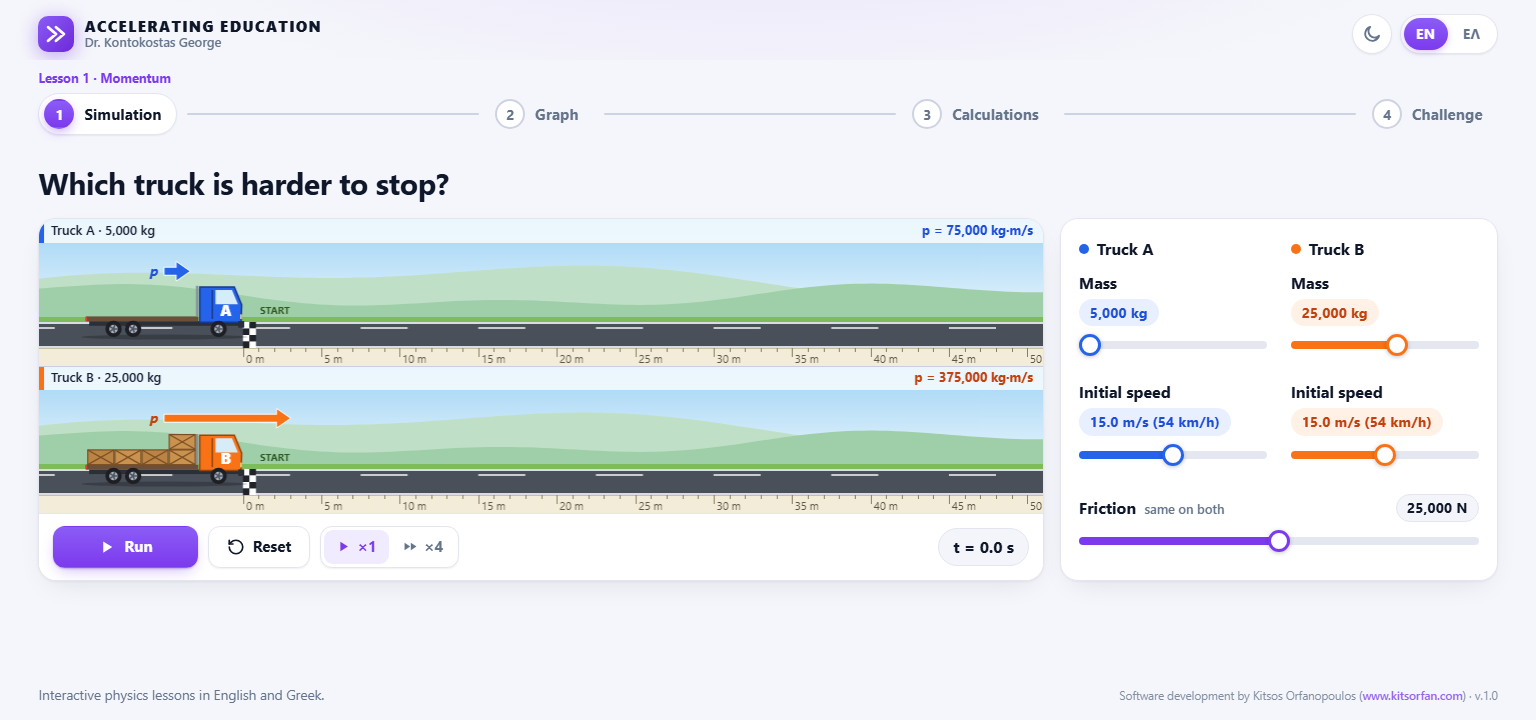 ACCELERATING EDUCATION
Dr. Kontokostas George
EN
ΕΛ
Lesson 1 · Momentum
1 Simulation
2 Graph
3 Calculations
4 Challenge
Which truck is harder to stop?
Truck A · 5,000 kg
p = 75,000 kg·m/s
p
A
START
0 m 5 m 10 m 15 m 20 m 25 m 30 m 35 m 40 m 45 m 50
Truck B · 25,000 kg
p = 375,000 kg·m/s
p
B
START
0 m 5 m 10 m 15 m 20 m 25 m 30 m 35 m 40 m 45 m 50
Run
Reset
×1
×4
t = 0.0 s
Truck A
Truck B
Mass
Mass
5,000 kg
25,000 kg
Initial speed
Initial speed
15.0 m/s (54 km/h)
15.0 m/s (54 km/h)
Friction same on both
25,000 N
Interactive physics lessons in English and Greek.
Software development by Kitsos Orfanopoulos (www.kitsorfan.com) · v.1.0